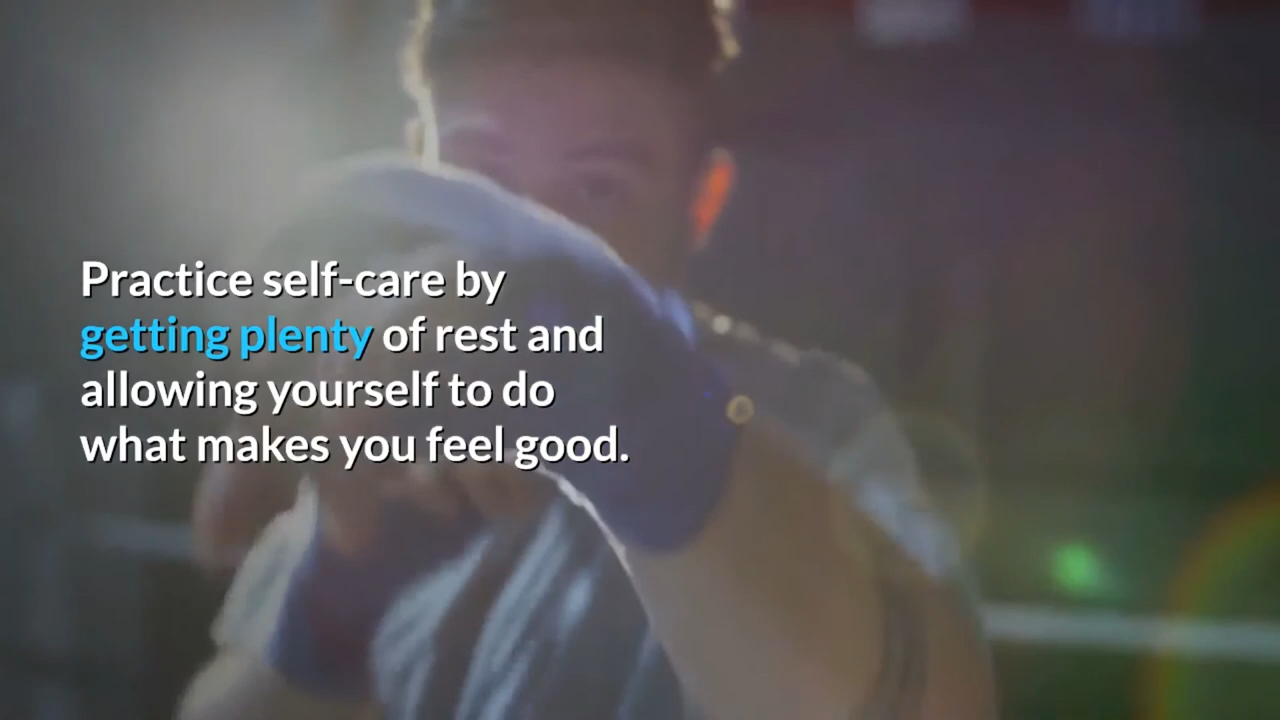 Practice self-care by
getting plenty of rest and
allowing yourself to do
what makes you feel good.